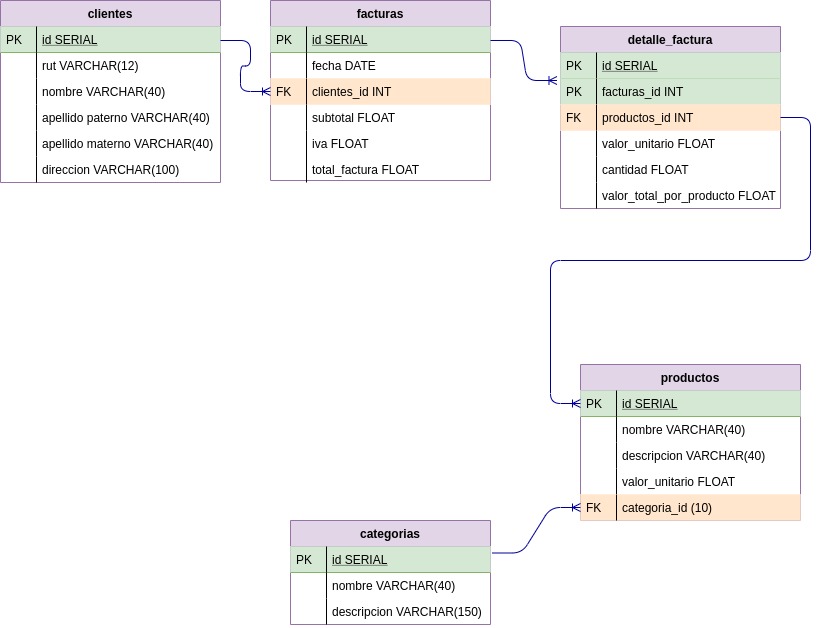 clientes
PK id SERIAL
rut VARCHAR(12)
nombre VARCHAR(40)
apellido paterno VARCHAR(40)
apellido materno VARCHAR(40)
direccion VARCHAR(100)
facturas
PK id SERIAL
fecha DATE
FK clientes_id INT
subtotal FLOAT
iva FLOAT
total_factura FLOAT
detalle_factura
PK id SERIAL
PK facturas_id INT
FK productos_id INT
valor_unitario FLOAT
cantidad FLOAT
valor_total_por_producto FLOAT
productos
PK id SERIAL
nombre VARCHAR(40)
descripcion VARCHAR(40)
valor_unitario FLOAT
FK categoria_id (10)
categorias
PK id SERIAL
nombre VARCHAR(40)
descripcion VARCHAR(150)